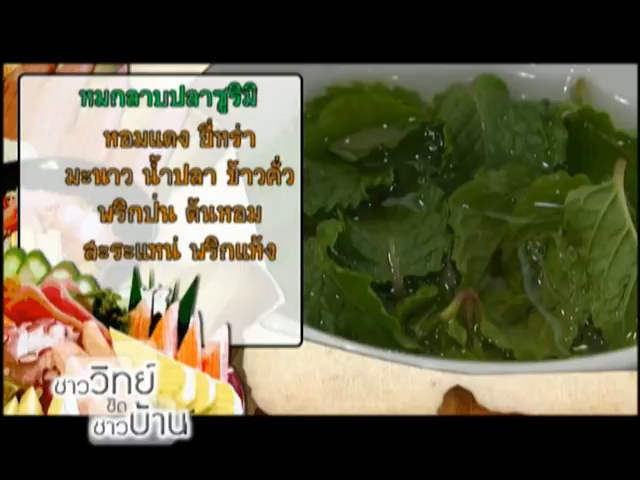 หมกลาบปลาซูริมิ
หอมแดง ยี่หร่า
มะนาว น้ำปลา ข้าวคั่ว
พริกป่น ต้นหอม
สะระแหน่ พริกแห้ง
ชาววิทย์
ชิด
ชาวบ้าน